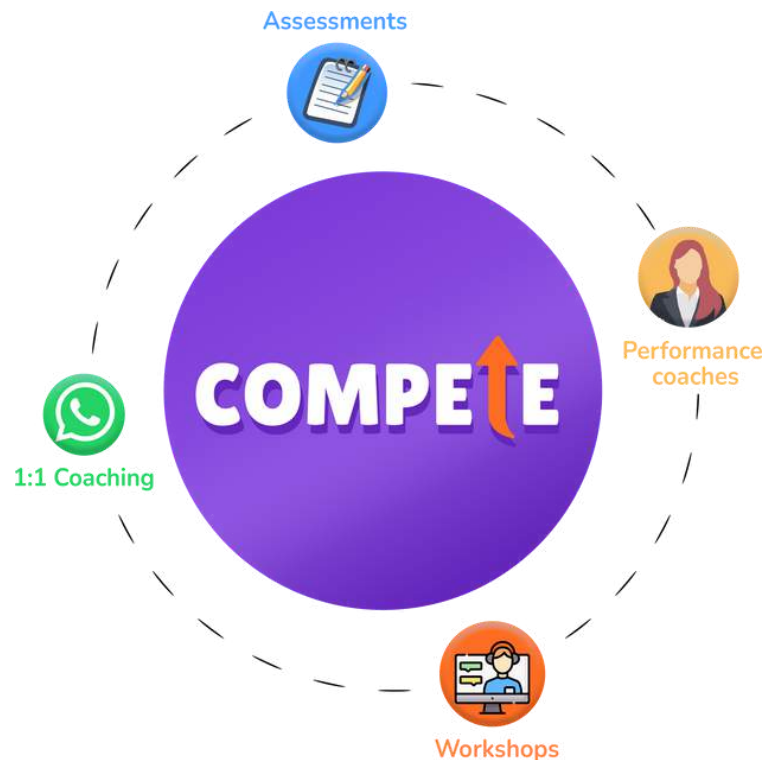 Assessments
COMPETE
Performance
coaches
1:1 Coaching
Workshops